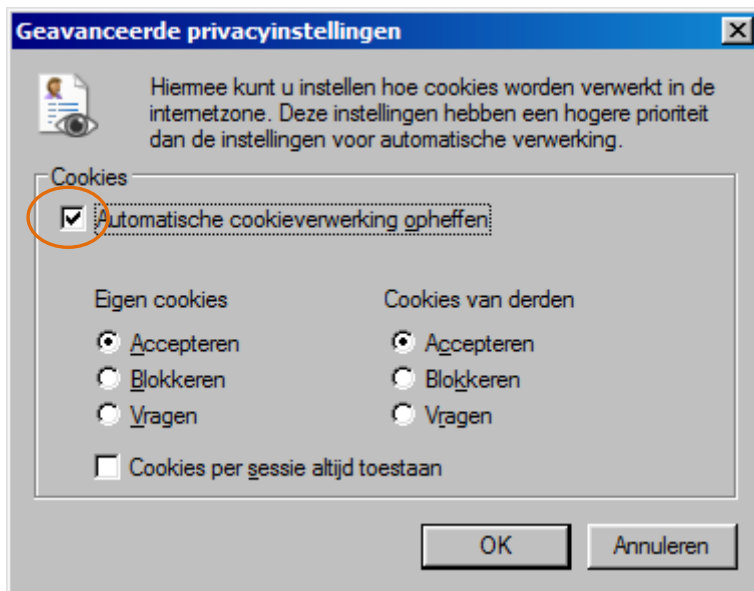 Geavanceerde privacyinstellingen
Hiermee kunt u instellen hoe cookies worden verwerkt in de
internetzone. Deze instellingen hebben een hogere prioriteit
dan de instellingen voor automatische verwerking.
Cookies
Automatische cookieverwerking opheffen
Eigen cookies
Accepteren
Blokkeren
Vragen
Cookies van derden
Accepteren
Blokkeren
Vragen
Cookies per sessie altijd toestaan
OK
Annuleren